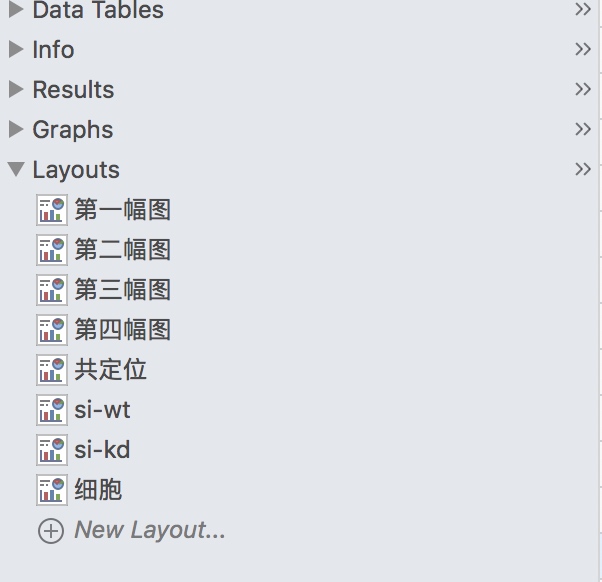 Data Tables
Info
Results
Graphs
Layouts
第一幅图
第二幅图
第三幅图
第四幅图
共定位
si-wt
si-kd
细胞
New Layout...